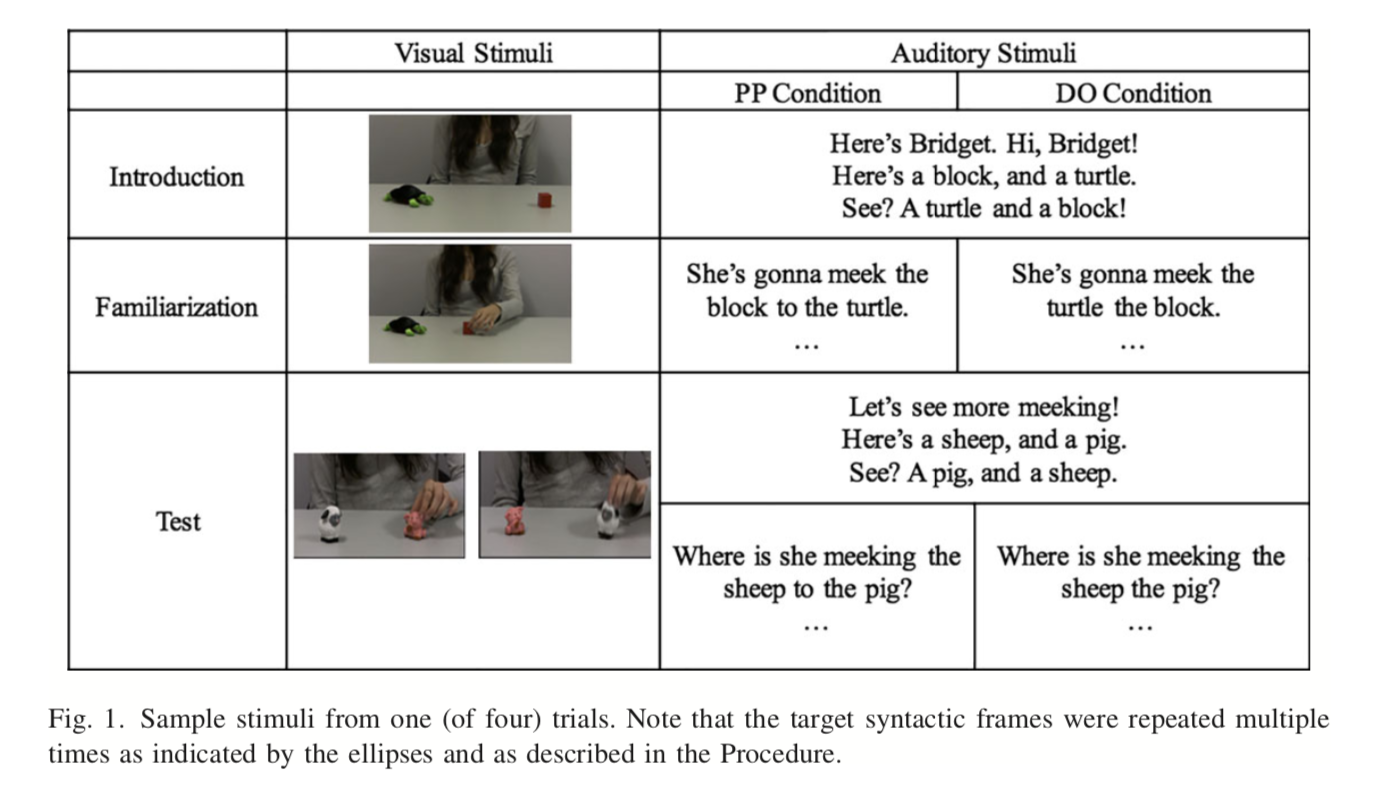 Visual Stimuli
Auditory Stimuli
PP Condition
DO Condition
Introduction
Here's Bridget. Hi, Bridget!
Here's a block, and a turtle.
See? A turtle and a block!
Familiarization
She's gonna meek the
block to the turtle.
...
She's gonna meek the
turtle the block.
...
Test
Let's see more meeking!
Here's a sheep, and a pig.
See? A pig, and a sheep.
Where is she meeking the
sheep to the pig?
...
Where is she meeking the
sheep the pig?
...
Fig. 1. Sample stimuli from one (of four) trials. Note that the target syntactic frames were repeated multiple
times as indicated by the ellipses and as described in the Procedure.